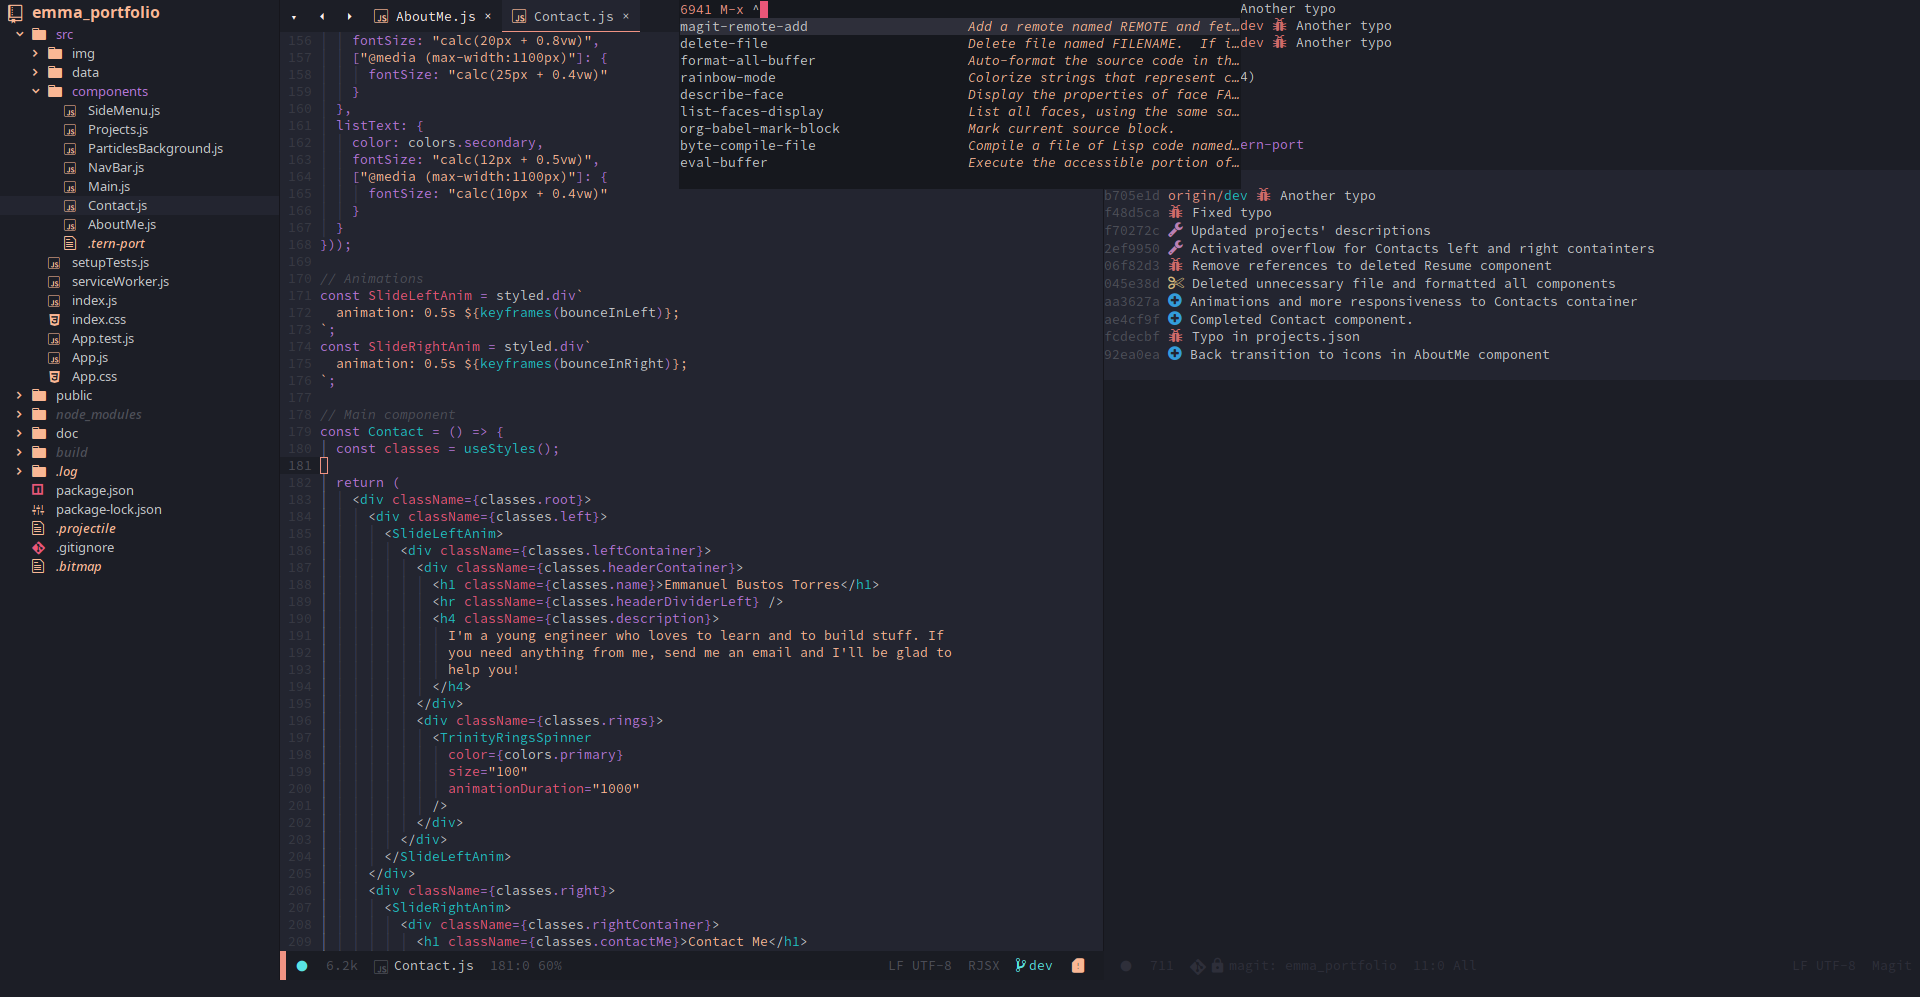 emma_portfolio
src
img
data
components
SideMenu.js
Projects.js
ParticlesBackground.js
NavBar.js
Main.js
Contact.js
AboutMe.js
.tern-port
setupTests.js
serviceWorker.js
index.js
index.css
App.test.js
App.js
App.css
public
node_modules
doc
build
.log
package.json
package-lock.json
.projectile
.gitignore
.bitmap
AboutMe.js ×
Contact.js ×
156 fontSize: "calc(20px + 0.8vw)",
157 ["@media (max-width:1100px)"]: {
158 fontSize: "calc(25px + 0.4vw)"
159 }
160 },
161 listText: {
162 color: colors.secondary,
163 fontSize: "calc(12px + 0.5vw)",
164 ["@media (max-width:1100px)"]: {
165 fontSize: "calc(10px + 0.4vw)"
166 }
167 }
168 }));
169
170 // Animations
171 const SlideLeftAnim = styled.div`
172 animation: 0.5s ${keyframes(bounceInLeft)};
173 `;
174 const SlideRightAnim = styled.div`
175 animation: 0.5s ${keyframes(bounceInRight)};
176 `;
177
178 // Main component
179 const Contact = () => {
180 const classes = useStyles();
181
182 return (
183 <div className={classes.root}>
184 <div className={classes.left}>
185 <SlideLeftAnim>
186 <div className={classes.leftContainer}>
187 <div className={classes.headerContainer}>
188 <h1 className={classes.name}>Emmanuel Bustos Torres</h1>
189 <hr className={classes.headerDividerLeft} />
190 <h4 className={classes.description}>
191 I'm a young engineer who loves to learn and to build stuff. If
192 you need anything from me, send me an email and I'll be glad to
193 help you!
194 </h4>
195 </div>
196 <div className={classes.rings}>
197 <TrinityRingsSpinner
198 color={colors.primary}
199 size="100"
200 animationDuration="1000"
201 />
202 </div>
203 </div>
204 </SlideLeftAnim>
205 </div>
206 <div className={classes.right}>
207 <SlideRightAnim>
208 <div className={classes.rightContainer}>
209 <h1 className={classes.contactMe}>Contact Me</h1>
6.2k Contact.js 181:0 60% LF UTF-8 RJSX dev
6941 M-x ^
magit-remote-add Add a remote named REMOTE and fet…
delete-file Delete file named FILENAME. If i…
format-all-buffer Auto-format the source code in th…
rainbow-mode Colorize strings that represent c…
describe-face Display the properties of face FA…
list-faces-display List all faces, using the same sa…
org-babel-mark-block Mark current source block.
byte-compile-file Compile a file of Lisp code named…
eval-buffer Execute the accessible portion of…
Another typo
dev Another typo
dev Another typo
4)
ern-port
b705e1d origin/dev Another typo
f48d5ca Fixed typo
f70272c Updated projects' descriptions
2ef9950 Activated overflow for Contacts left and right containters
06f82d3 Remove references to deleted Resume component
045e38d Deleted unnecessary file and formatted all components
aa3627a Animations and more responsiveness to Contacts container
ae4cf9f Completed Contact component.
fcdecbf Typo in projects.json
92ea0ea Back transition to icons in AboutMe component
711 magit: emma_portfolio 11:0 All LF UTF-8 Magit